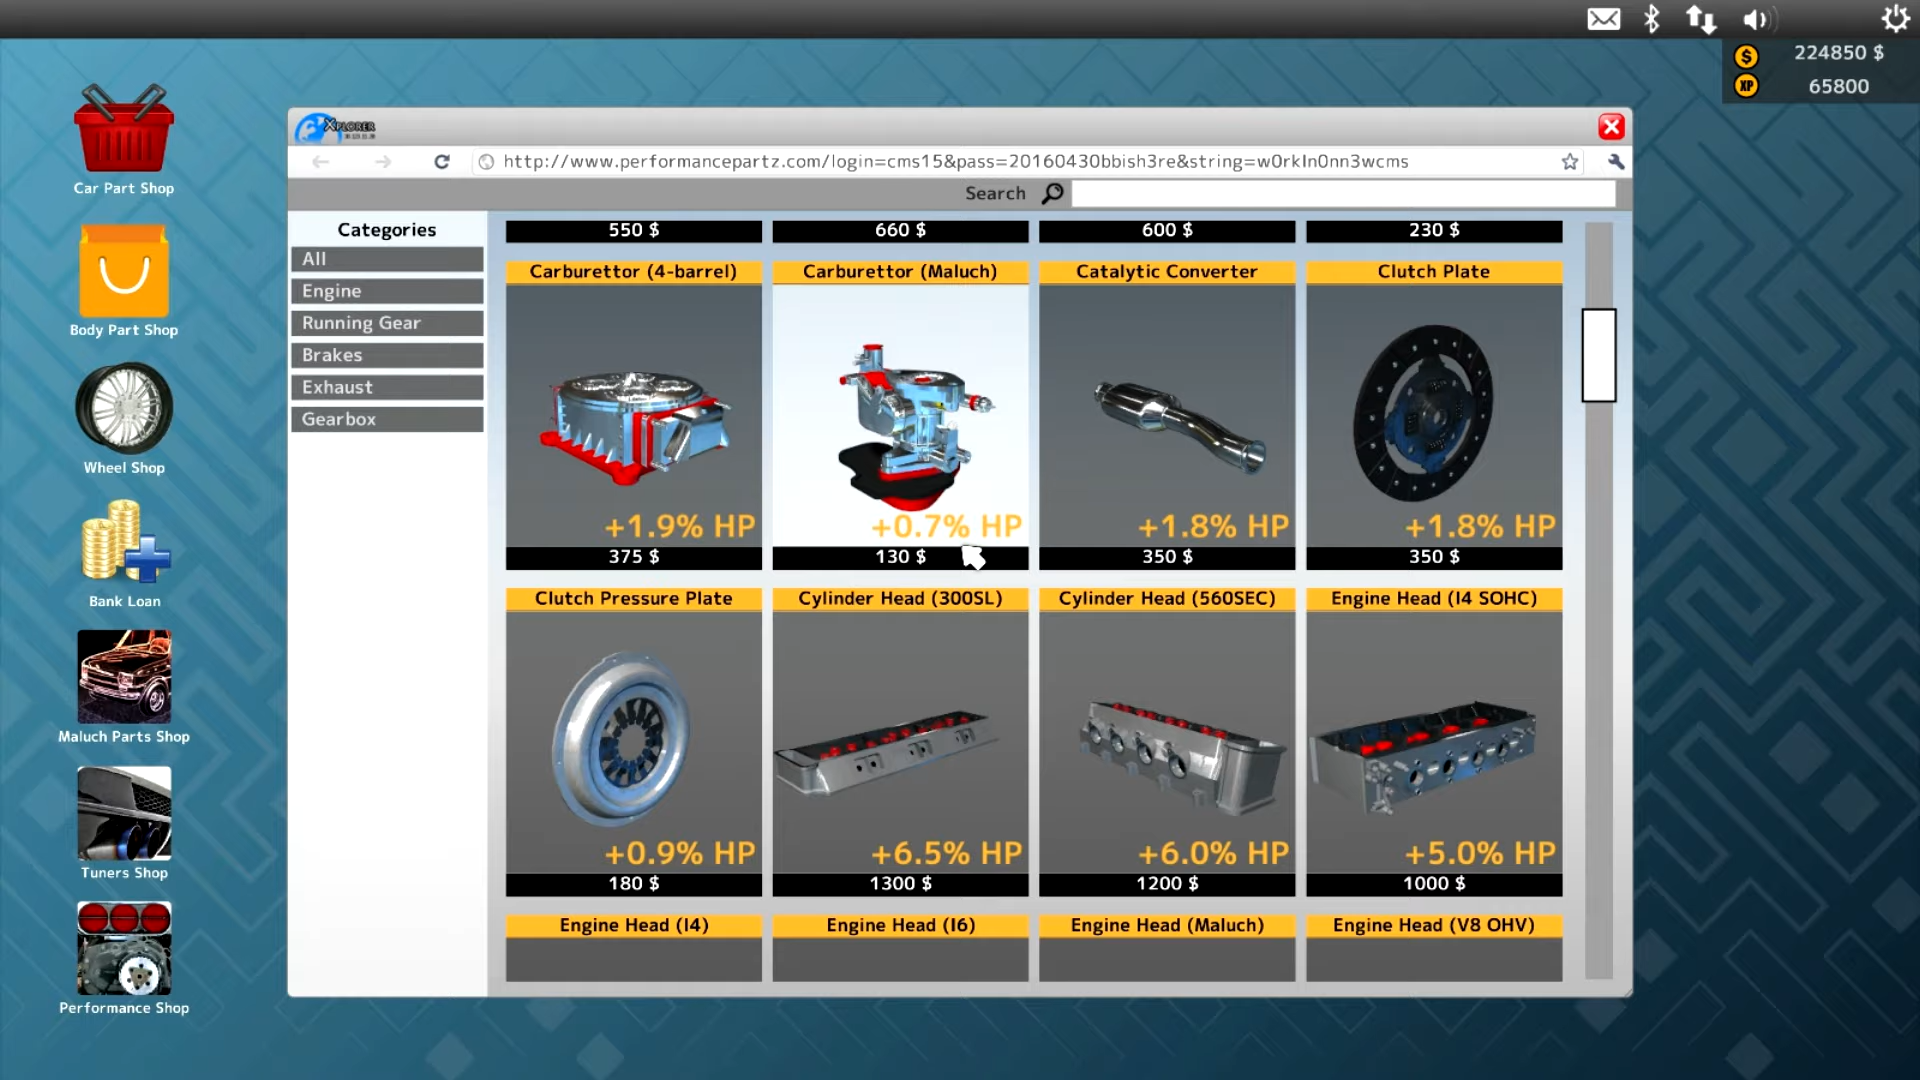 224850 $
XP 65800
XPLORER
http://www.performancepartz.com/login=cms15&pass=20160430bbish3re&string=w0rkIn0nn3wcms
Search
Car Part Shop
Body Part Shop
Wheel Shop
Bank Loan
Maluch Parts Shop
Tuners Shop
Performance Shop
Categories
All
Engine
Running Gear
Brakes
Exhaust
Gearbox
550 $ 660 $ 600 $ 230 $
Carburettor (4-barrel) Carburettor (Maluch) Catalytic Converter Clutch Plate
+1.9% HP +0.7% HP +1.8% HP +1.8% HP
375 $ 130 $ 350 $ 350 $
Clutch Pressure Plate Cylinder Head (300SL) Cylinder Head (560SEC) Engine Head (I4 SOHC)
+0.9% HP +6.5% HP +6.0% HP +5.0% HP
180 $ 1300 $ 1200 $ 1000 $
Engine Head (I4) Engine Head (I6) Engine Head (Maluch) Engine Head (V8 OHV)